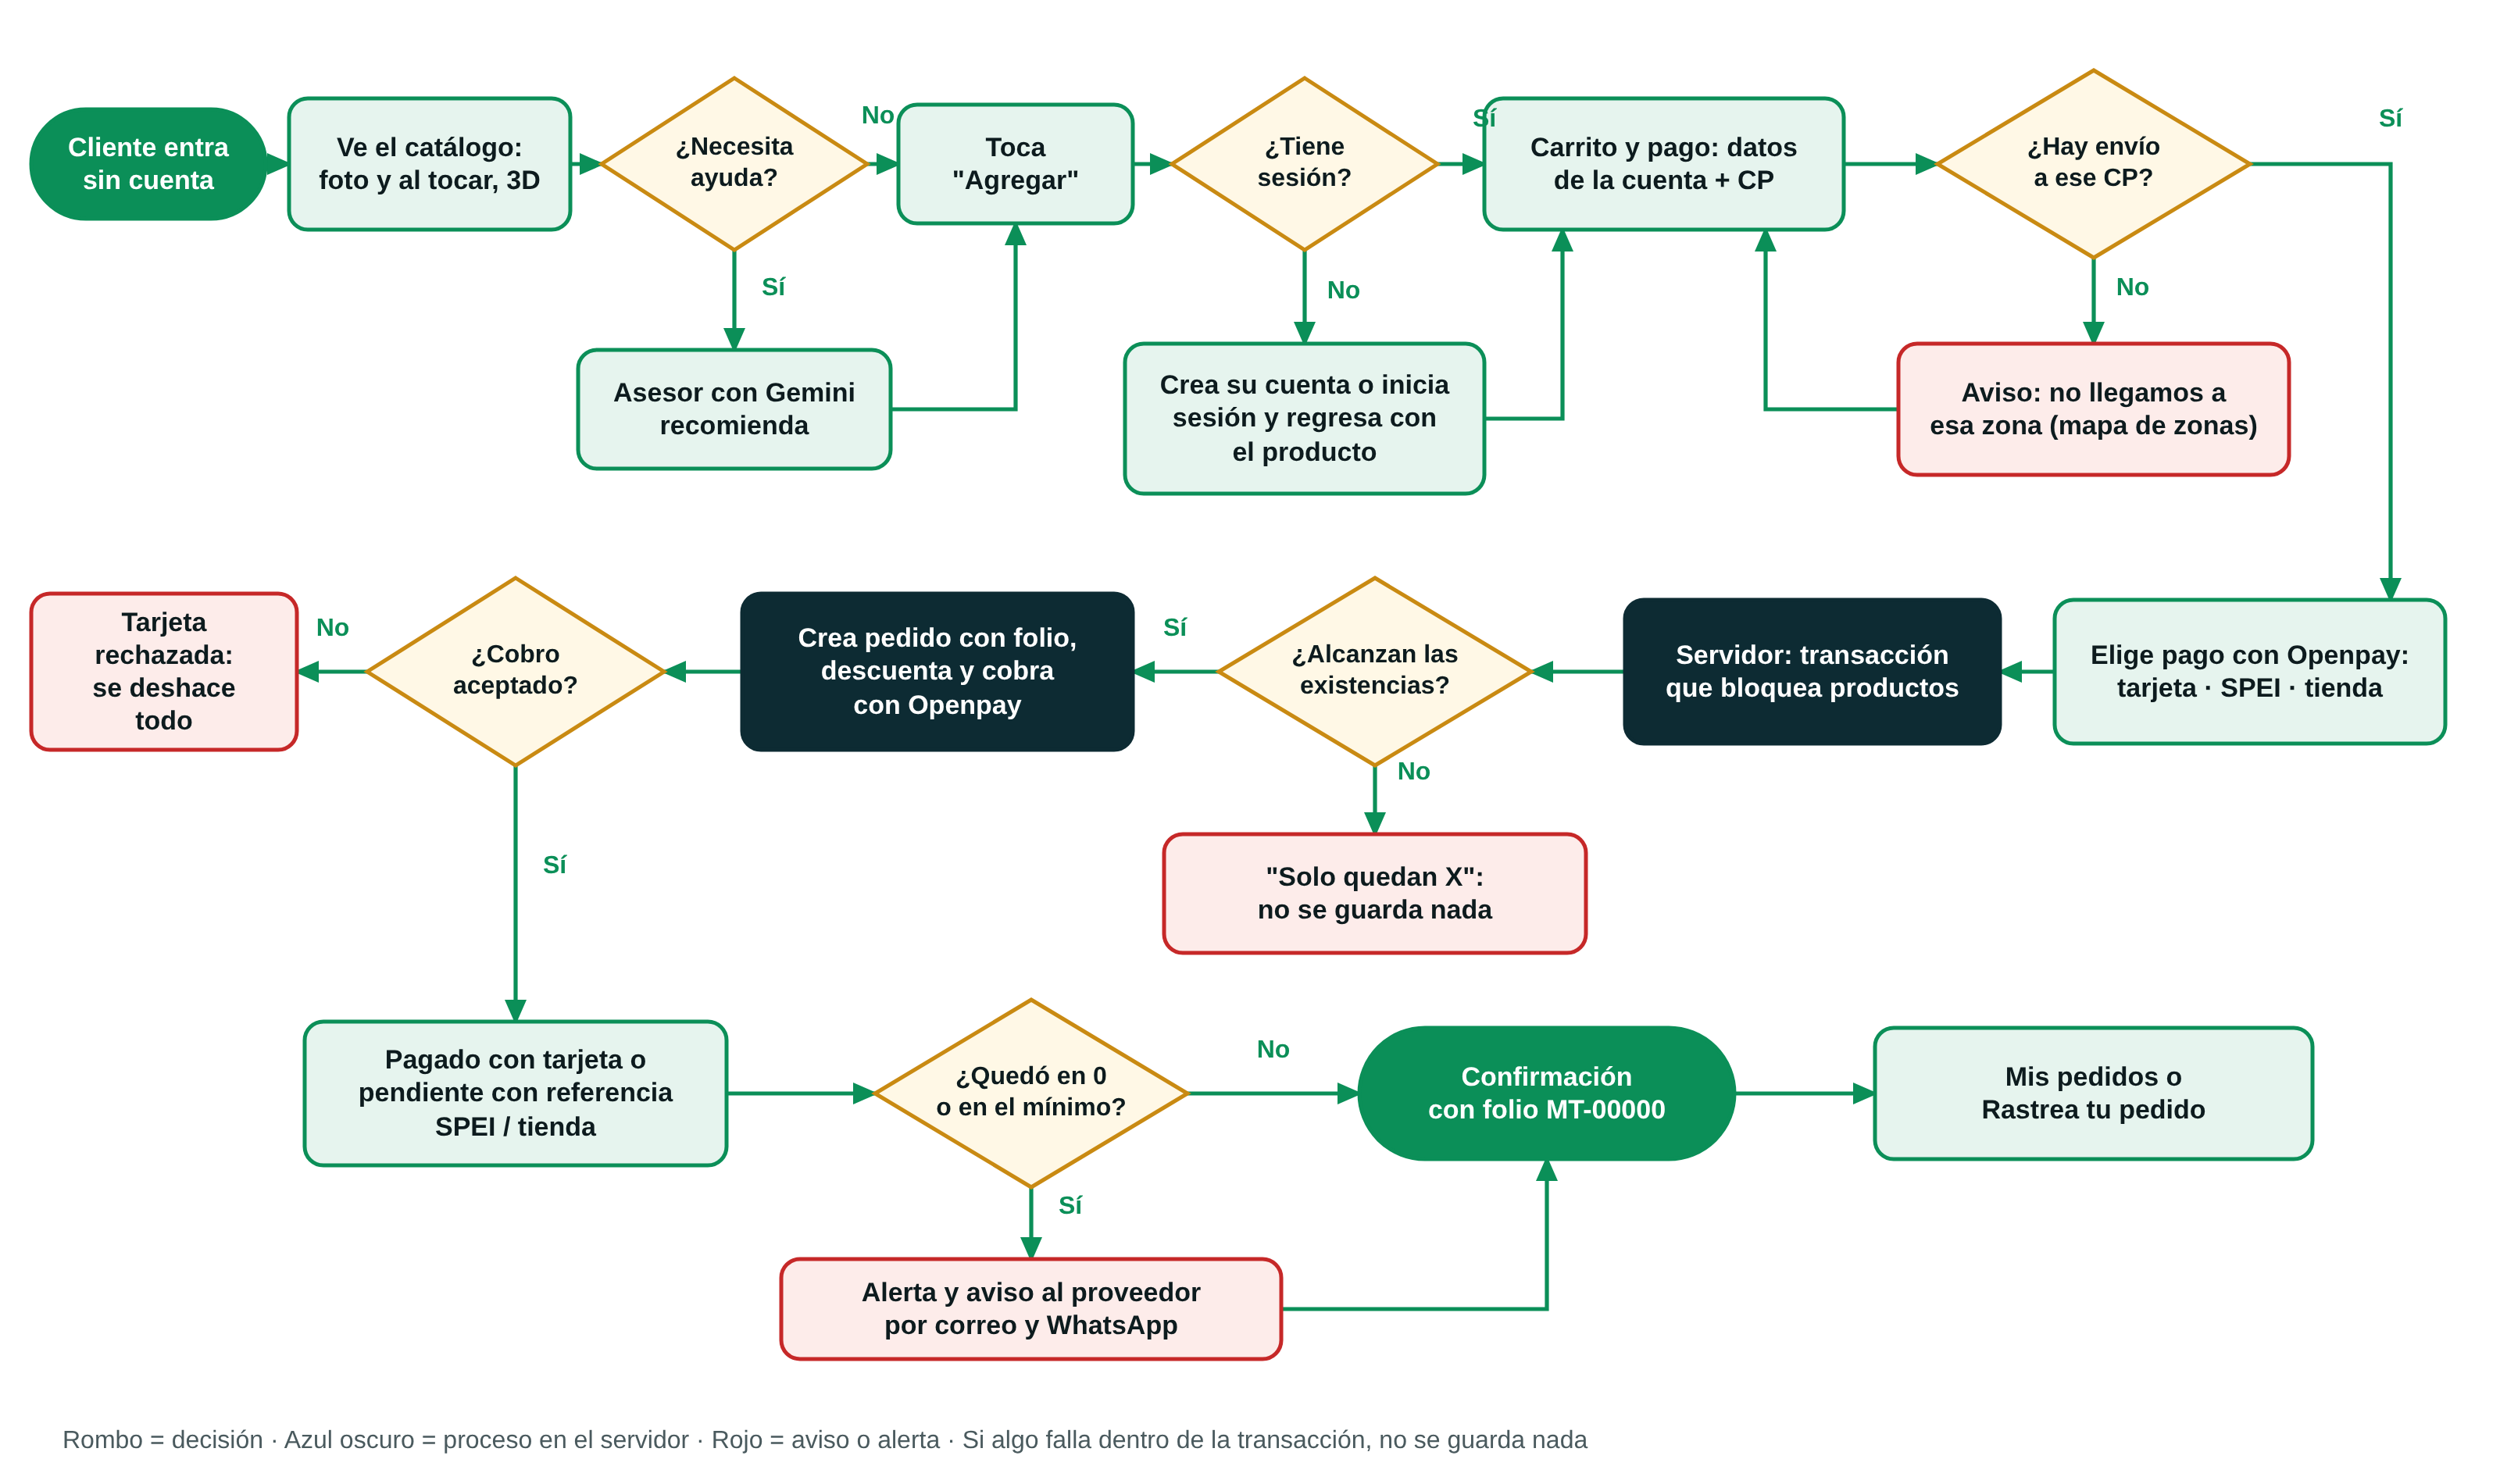 Cliente entra
sin cuenta
Ve el catálogo:
foto y al tocar, 3D
¿Necesita
ayuda?
No
Sí
Asesor con Gemini
recomienda
Toca
"Agregar"
¿Tiene
sesión?
Sí
No
Crea su cuenta o inicia
sesión y regresa con
el producto
Carrito y pago: datos
de la cuenta + CP
¿Hay envío
a ese CP?
Sí
No
Aviso: no llegamos a
esa zona (mapa de zonas)
Elige pago con Openpay:
tarjeta · SPEI · tienda
Servidor: transacción
que bloquea productos
¿Alcanzan las
existencias?
Sí
No
"Solo quedan X":
no se guarda nada
Crea pedido con folio,
descuenta y cobra
con Openpay
¿Cobro
aceptado?
No
Tarjeta
rechazada:
se deshace
todo
Sí
Pagado con tarjeta o
pendiente con referencia
SPEI / tienda
¿Quedó en 0
o en el mínimo?
No
Sí
Alerta y aviso al proveedor
por correo y WhatsApp
Confirmación
con folio MT-00000
Mis pedidos o
Rastrea tu pedido
Rombo = decisión · Azul oscuro = proceso en el servidor · Rojo = aviso o alerta · Si algo falla dentro de la transacción, no se guarda nada